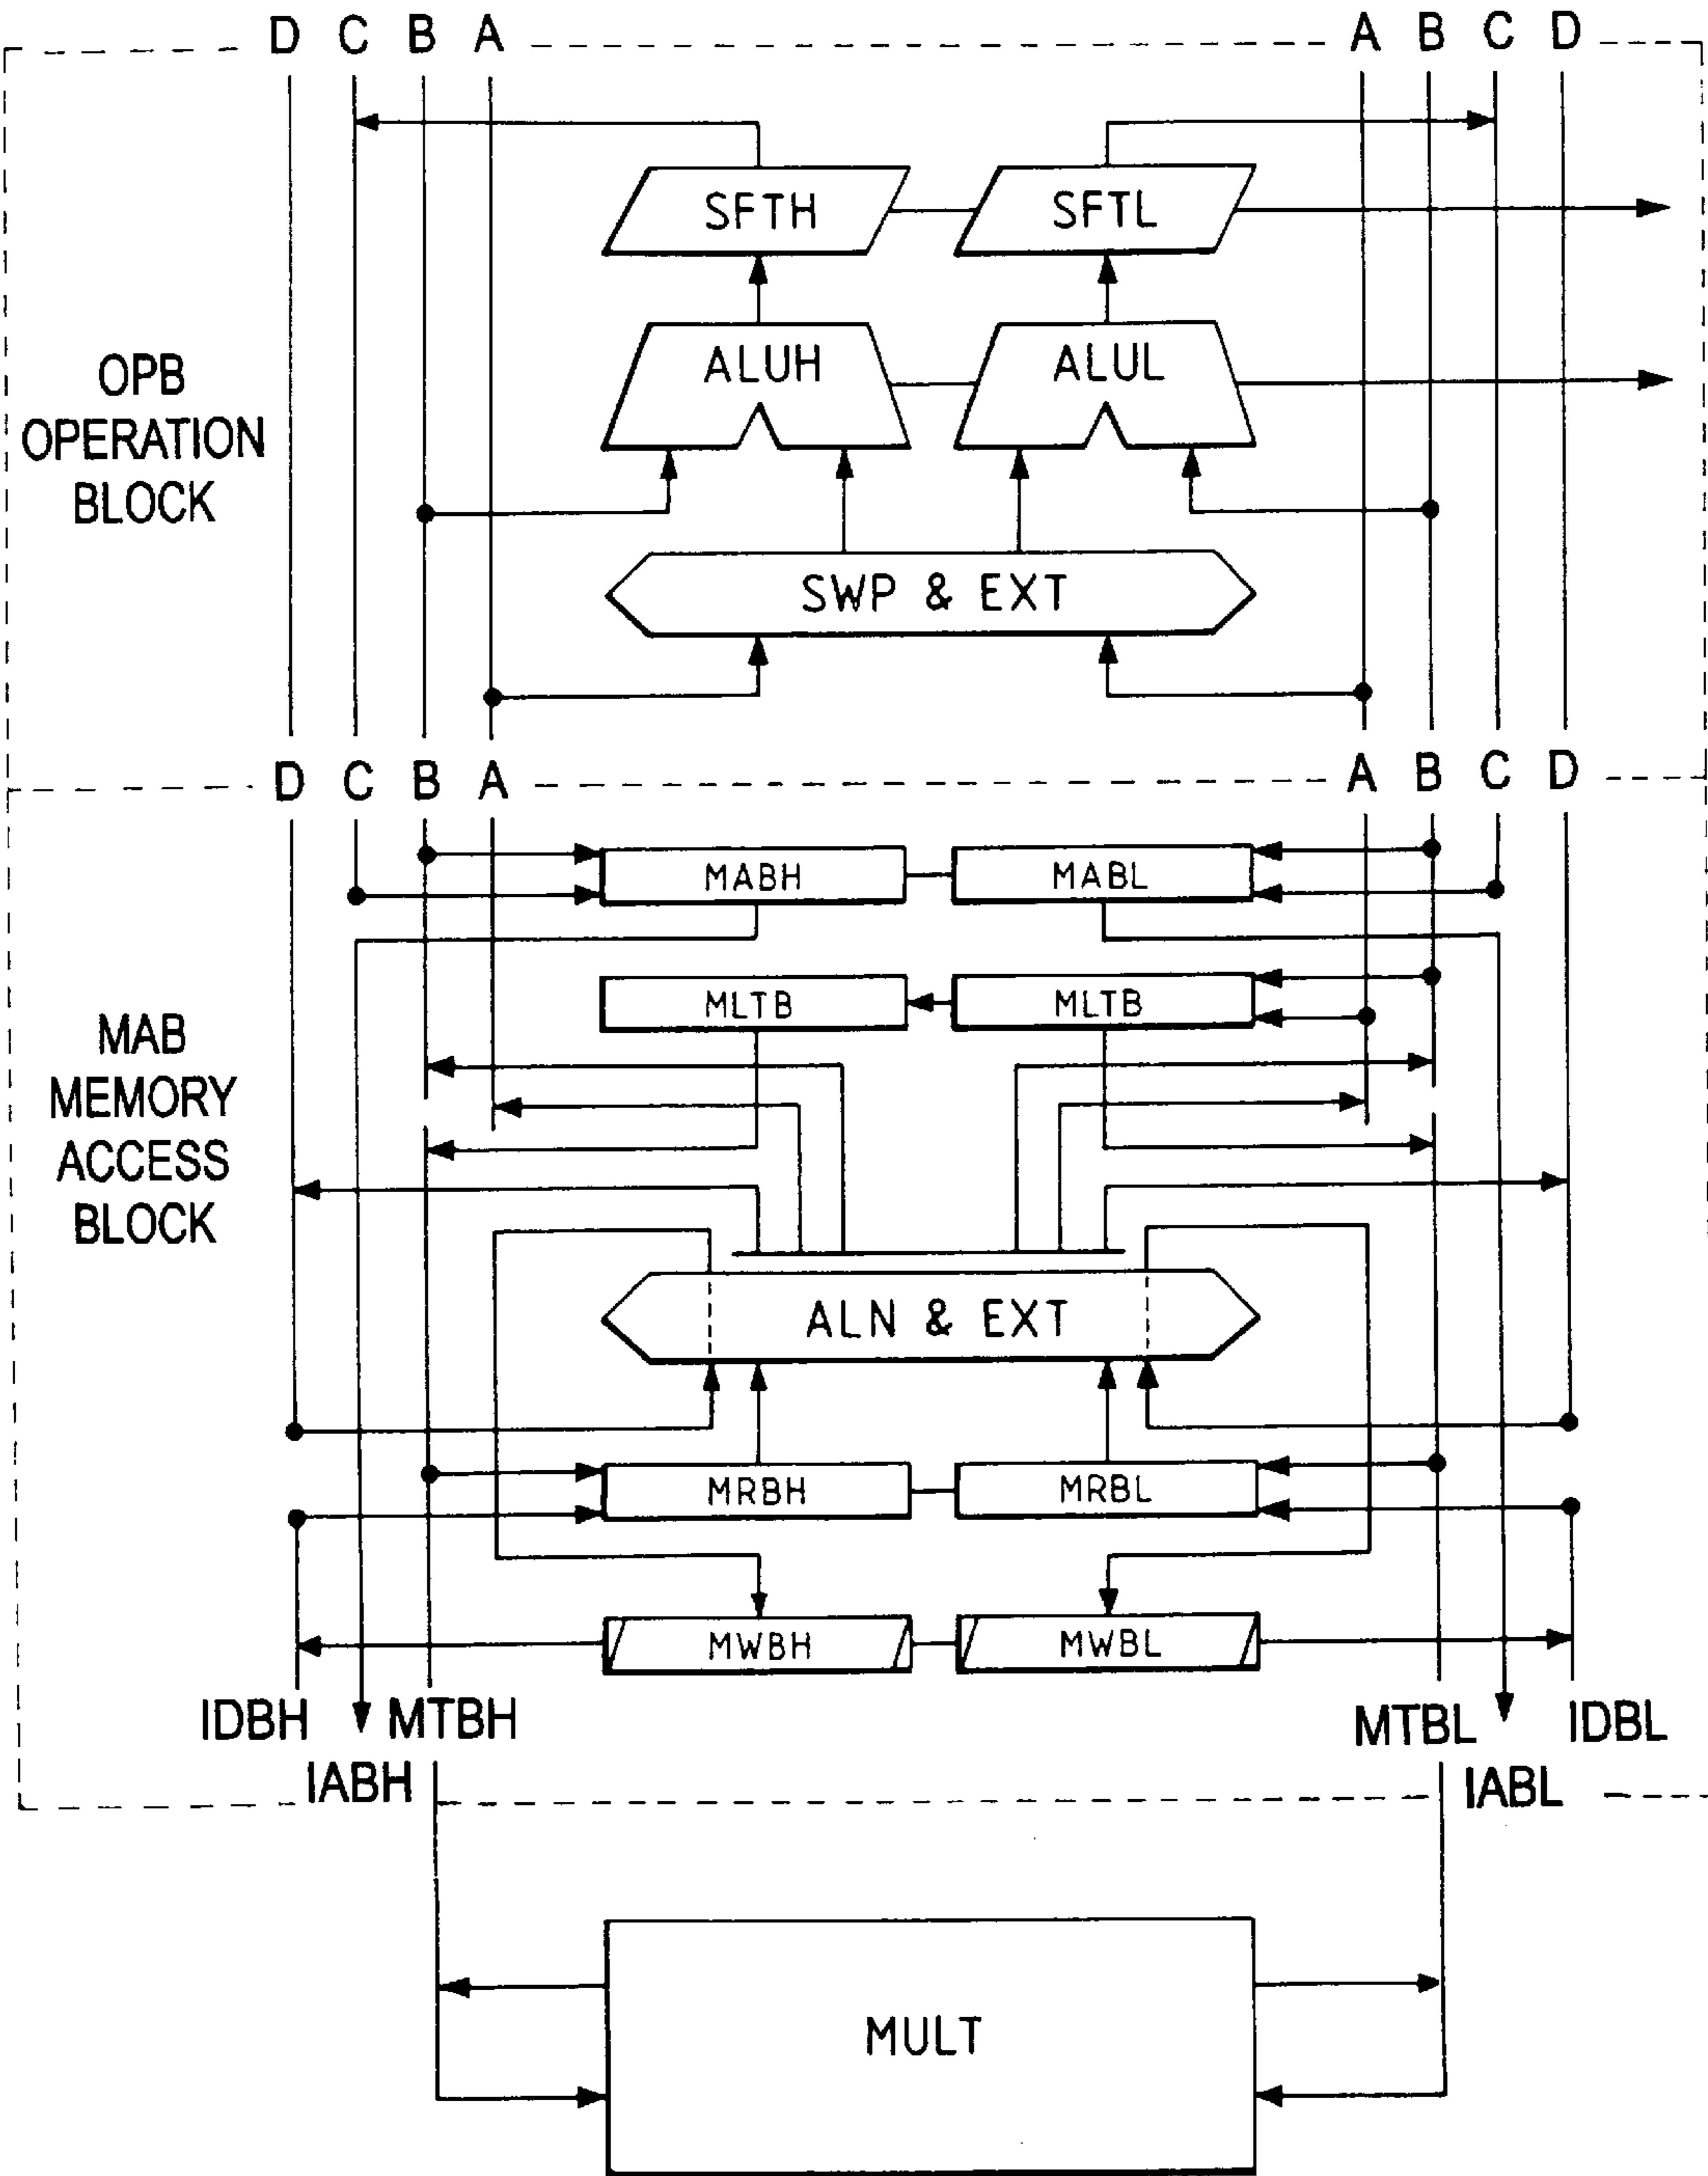 D C B A A B C D
SFTH SFTL
ALUH ALUL
OPB
OPERATION
BLOCK
SWP & EXT
D C B A A B C D
MABH MABL
MLTB MLTB
MAB
MEMORY
ACCESS
BLOCK
ALN & EXT
MRBH MRBL
MWBH MWBL
IDBH MTBH MTBL IDBL
IABH IABL
MULT